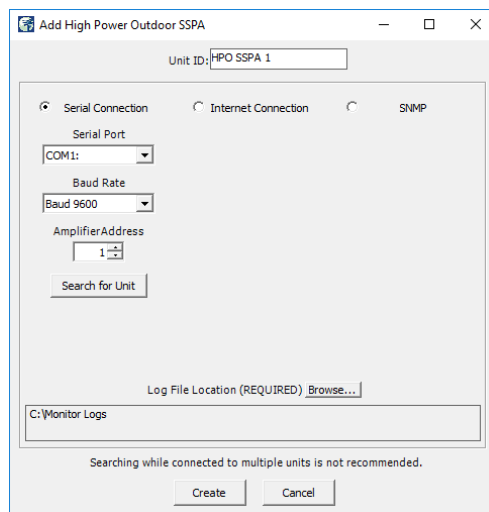 Add High Power Outdoor SSPA
Unit ID: HPO SSPA 1
Serial Connection Internet Connection SNMP
Serial Port
COM1:
Baud Rate
Baud 9600
AmplifierAddress
1
Search for Unit
Log File Location (REQUIRED) Browse...
C:\Monitor Logs
Searching while connected to multiple units is not recommended.
Create Cancel